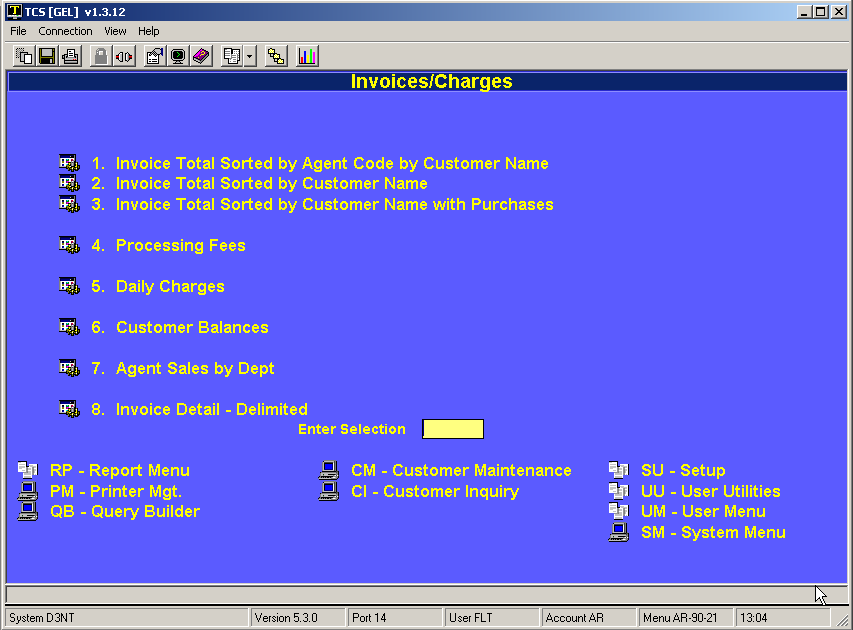 TCS [GEL] v1.3.12
File Connection View Help
Invoices/Charges
1. Invoice Total Sorted by Agent Code by Customer Name
2. Invoice Total Sorted by Customer Name
3. Invoice Total Sorted by Customer Name with Purchases
4. Processing Fees
5. Daily Charges
6. Customer Balances
7. Agent Sales by Dept
8. Invoice Detail - Delimited
Enter Selection
RP - Report Menu CM - Customer Maintenance SU - Setup
PM - Printer Mgt. CI - Customer Inquiry UU - User Utilities
QB - Query Builder UM - User Menu
SM - System Menu
System D3NT Version 5.3.0 Port 14 User FLT Account AR Menu AR-90-21 13:04